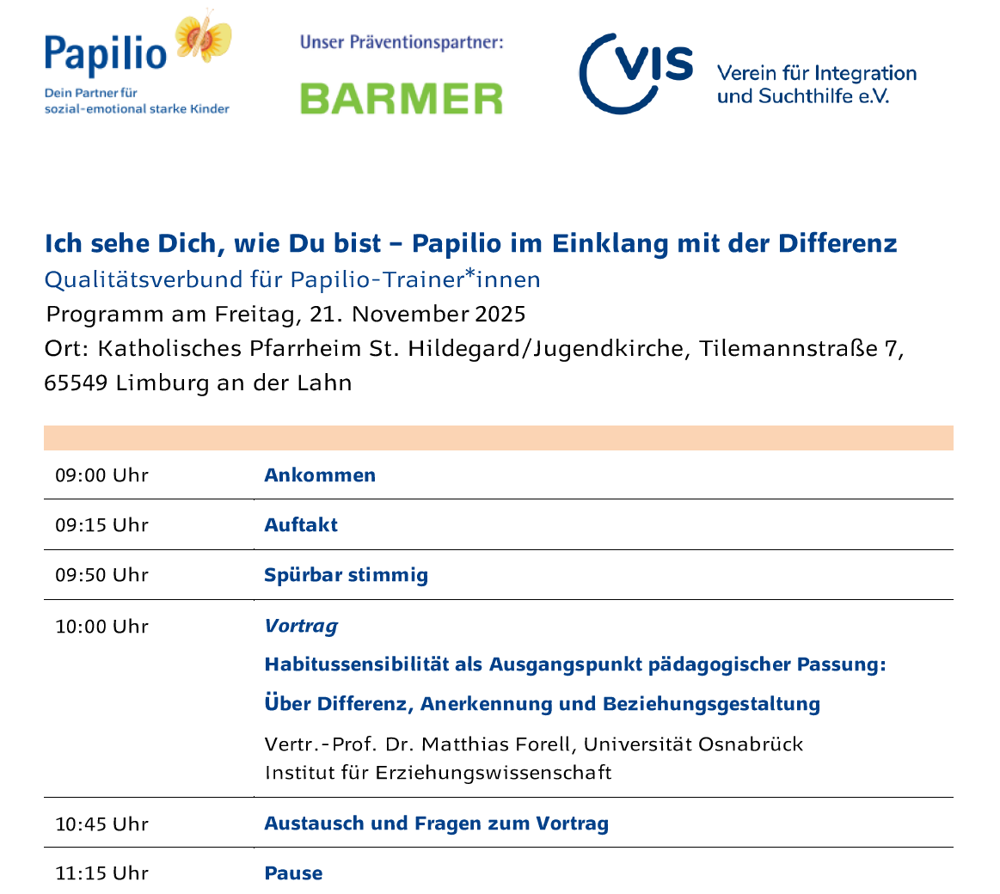 Papilio
Dein Partner für
sozial-emotional starke Kinder
Unser Präventionspartner:
BARMER
VIS
Verein für Integration
und Suchthilfe e.V.
Ich sehe Dich, wie Du bist – Papilio im Einklang mit der Differenz
Qualitätsverbund für Papilio-Trainer*innen
Programm am Freitag, 21. November 2025
Ort: Katholisches Pfarrheim St. Hildegard/Jugendkirche, Tilemannstraße 7,
65549 Limburg an der Lahn
09:00 Uhr Ankommen
09:15 Uhr Auftakt
09:50 Uhr Spürbar stimmig
10:00 Uhr Vortrag
Habitussensibilität als Ausgangspunkt pädagogischer Passung:
Über Differenz, Anerkennung und Beziehungsgestaltung
Vertr.-Prof. Dr. Matthias Forell, Universität Osnabrück
Institut für Erziehungswissenschaft
10:45 Uhr Austausch und Fragen zum Vortrag
11:15 Uhr Pause